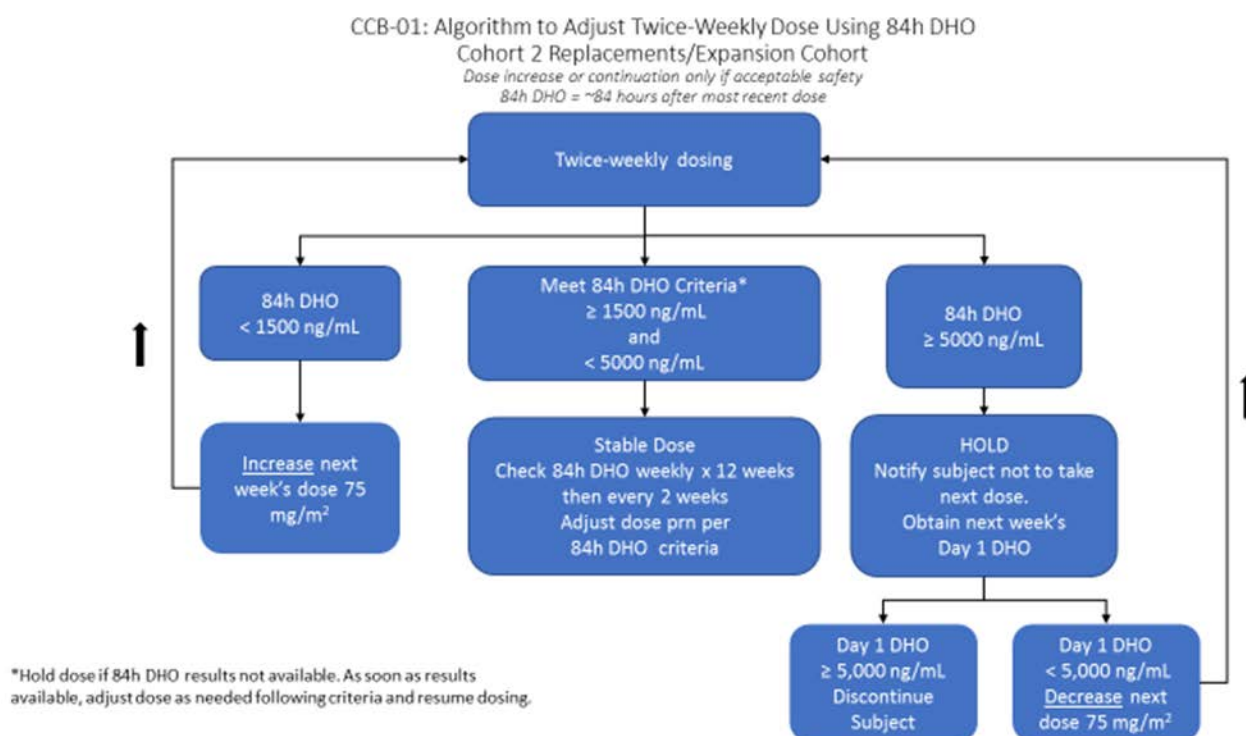 CCB-01: Algorithm to Adjust Twice-Weekly Dose Using 84h DHO
Cohort 2 Replacements/Expansion Cohort
Dose increase or continuation only if acceptable safety
84h DHO = ~84 hours after most recent dose
Twice-weekly dosing
84h DHO
< 1500 ng/mL
Meet 84h DHO Criteria*
≥ 1500 ng/mL
and
< 5000 ng/mL
84h DHO
≥ 5000 ng/mL
Increase next
week's dose 75
mg/m²
Stable Dose
Check 84h DHO weekly x 12 weeks
then every 2 weeks
Adjust dose prn per
84h DHO criteria
HOLD
Notify subject not to take
next dose.
Obtain next week's
Day 1 DHO
Day 1 DHO
≥ 5,000 ng/mL
Discontinue
Subject
Day 1 DHO
< 5,000 ng/mL
Decrease next
dose 75 mg/m²
*Hold dose if 84h DHO results not available. As soon as results
available, adjust dose as needed following criteria and resume dosing.